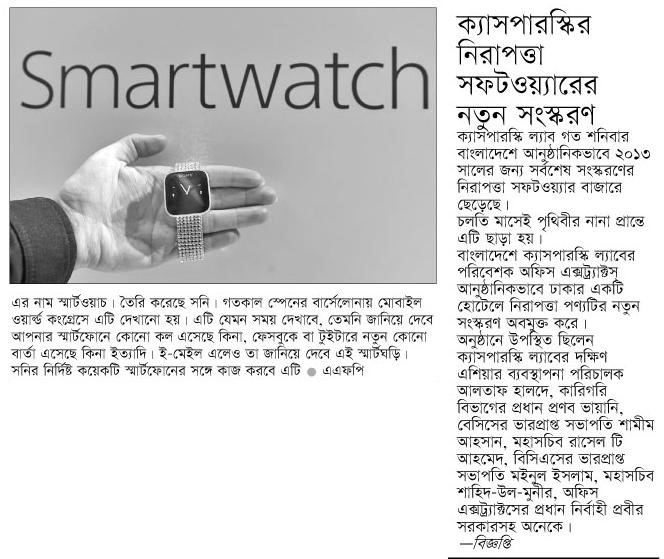 Smartwatch
এর নাম স্মার্টওয়াচ। তৈরি করেছে সনি। গতকাল স্পেনের বার্সেলোনায় মোবাইল
ওয়ার্ল্ড কংগ্রেসে এটি দেখানো হয়। এটি যেমন সময় দেখাবে, তেমনি জানিয়ে দেবে
আপনার স্মার্টফোনে কোনো কল এসেছে কিনা, ফেসবুকে বা টুইটারে নতুন কোনো
বার্তা এসেছে কিনা ইত্যাদি। ই-মেইল এলেও তা জানিয়ে দেবে এই স্মার্টঘড়ি।
সনির নির্দিষ্ট কয়েকটি স্মার্টফোনের সঙ্গে কাজ করবে এটি ● এএফপি
ক্যাসপারস্কির
নিরাপত্তা
সফটওয়্যারের
নতুন সংস্করণ
ক্যাসপারস্কি ল্যাব গত শনিবার
বাংলাদেশে আনুষ্ঠানিকভাবে ২০১৩
সালের জন্য সর্বশেষ সংস্করণের
নিরাপত্তা সফটওয়্যার বাজারে
ছেড়েছে।
চলতি মাসেই পৃথিবীর নানা প্রান্তে
এটি ছাড়া হয়।
বাংলাদেশে ক্যাসপারস্কি ল্যাবের
পরিবেশক অফিস এক্সট্র্যাক্টস
আনুষ্ঠানিকভাবে ঢাকার একটি
হোটেলে নিরাপত্তা পণ্যটির নতুন
সংস্করণ অবমুক্ত করে।
অনুষ্ঠানে উপস্থিত ছিলেন
ক্যাসপারস্কি ল্যাবের দক্ষিণ
এশিয়ার ব্যবস্থাপনা পরিচালক
আলতাফ হালদে, কারিগরি
বিভাগের প্রধান প্রণব ভায়ানি,
বেসিসের ভারপ্রাপ্ত সভাপতি শামীম
আহসান, মহাসচিব রাসেল টি
আহমেদ, বিসিএসের ভারপ্রাপ্ত
সভাপতি মইনুল ইসলাম, মহাসচিব
শাহিদ-উল-মুনীর, অফিস
এক্সট্র্যাক্টসের প্রধান নির্বাহী প্রবীর
সরকারসহ অনেকে।
—বিজ্ঞপ্তি